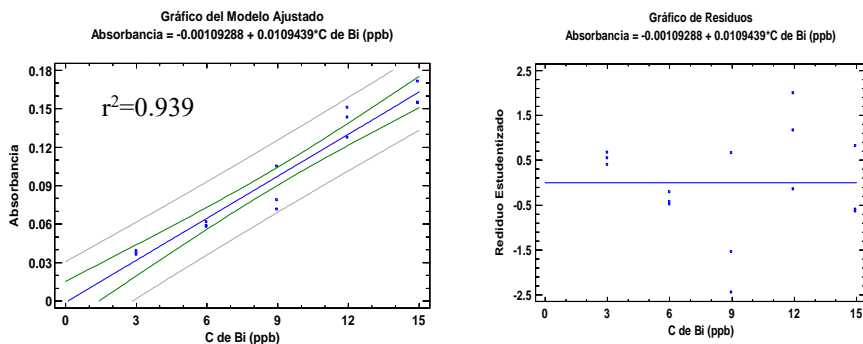 Gráfico del Modelo Ajustado
Absorbancia = -0.00109288 + 0.0109439*C de Bi (ppb)
r²=0.939
Absorbancia
0.18
0.15
0.12
0.09
0.06
0.03
0
0 3 6 9 12 15
C de Bi (ppb)
Gráfico de Residuos
Absorbancia = -0.00109288 + 0.0109439*C de Bi (ppb)
Rediduo Estudentizado
2.5
1.5
0.5
-0.5
-1.5
-2.5
0 3 6 9 12 15
C de Bi (ppb)